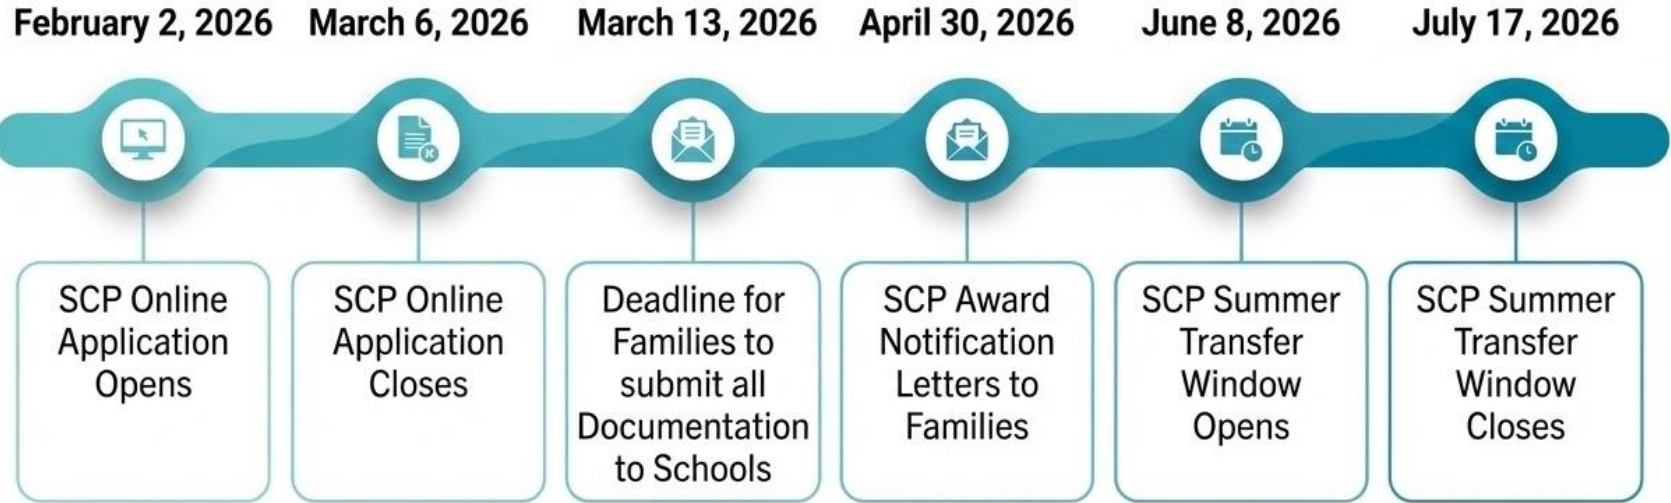 February 2, 2026
March 6, 2026
March 13, 2026
April 30, 2026
June 8, 2026
July 17, 2026
SCP Online
Application
Opens
SCP Online
Application
Closes
Deadline for
Families to
submit all
Documentation
to Schools
SCP Award
Notification
Letters to
Families
SCP Summer
Transfer
Window
Opens
SCP Summer
Transfer
Window
Closes